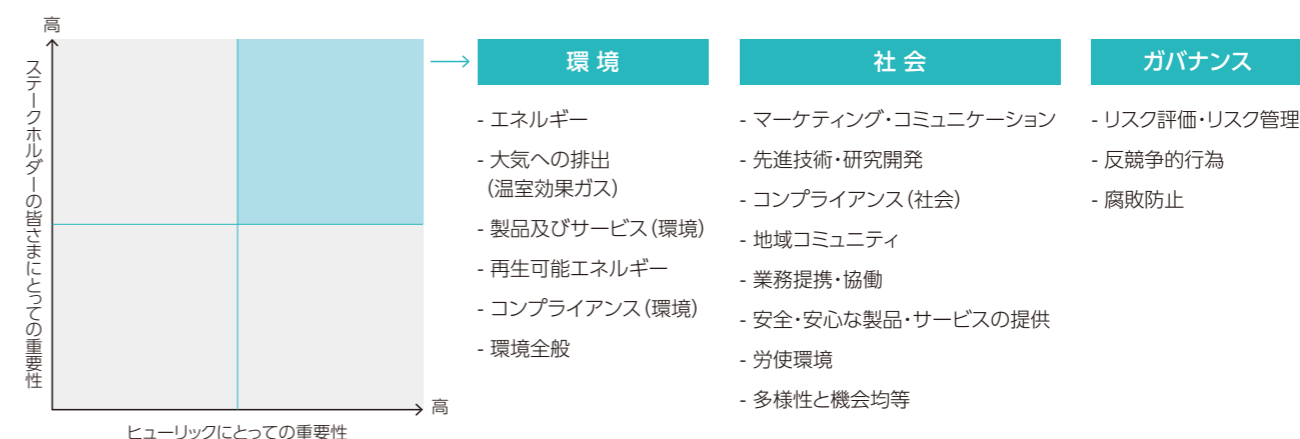 高
ステークホルダーの皆さまにとっての重要性
高
ヒューリックにとっての重要性
環 境
- エネルギー
- 大気への排出
（温室効果ガス）
- 製品及びサービス（環境）
- 再生可能エネルギー
- コンプライアンス（環境）
- 環境全般
社 会
- マーケティング・コミュニケーション
- 先進技術・研究開発
- コンプライアンス（社会）
- 地域コミュニティ
- 業務提携・協働
- 安全・安心な製品・サービスの提供
- 労使環境
- 多様性と機会均等
ガバナンス
- リスク評価・リスク管理
- 反競争的行為
- 腐敗防止